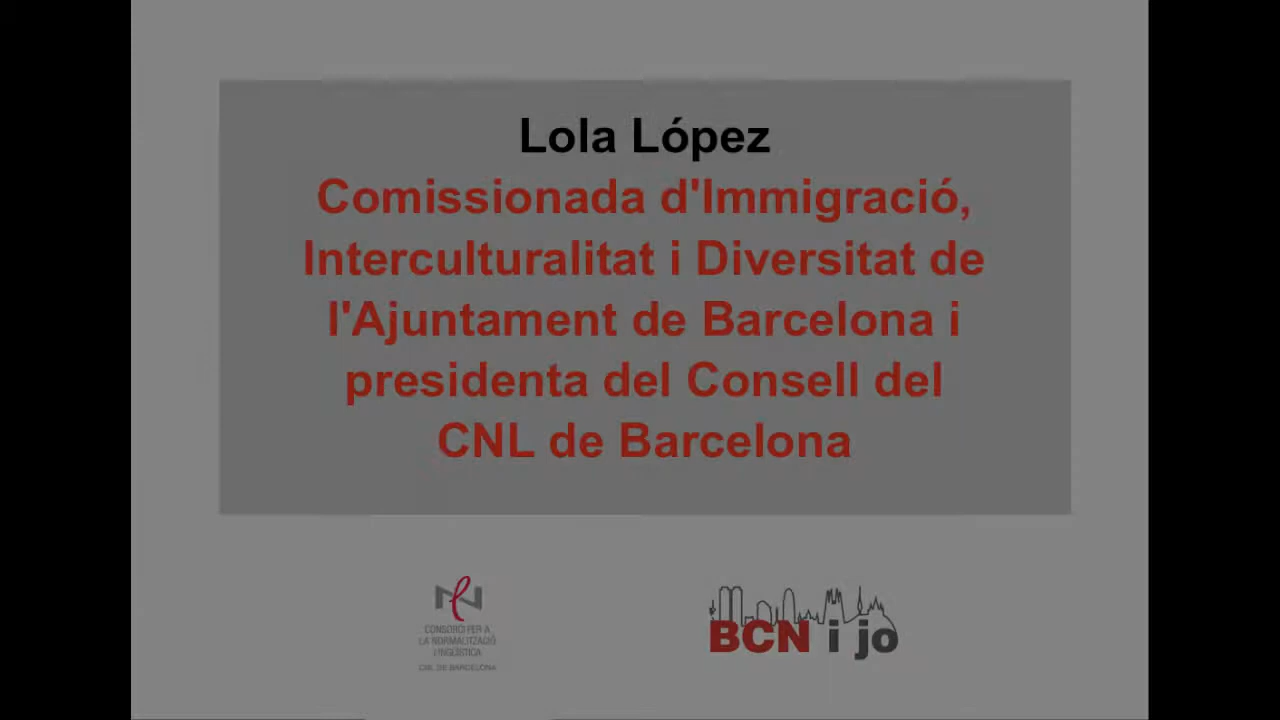 Lola López
Comissionada d'Immigració,
Interculturalitat i Diversitat de
l'Ajuntament de Barcelona i
presidenta del Consell del
CNL de Barcelona
CONSORCI PER A
LA NORMALITZACIÓ
LINGÜÍSTICA
CNL DE BARCELONA
BCN i jo